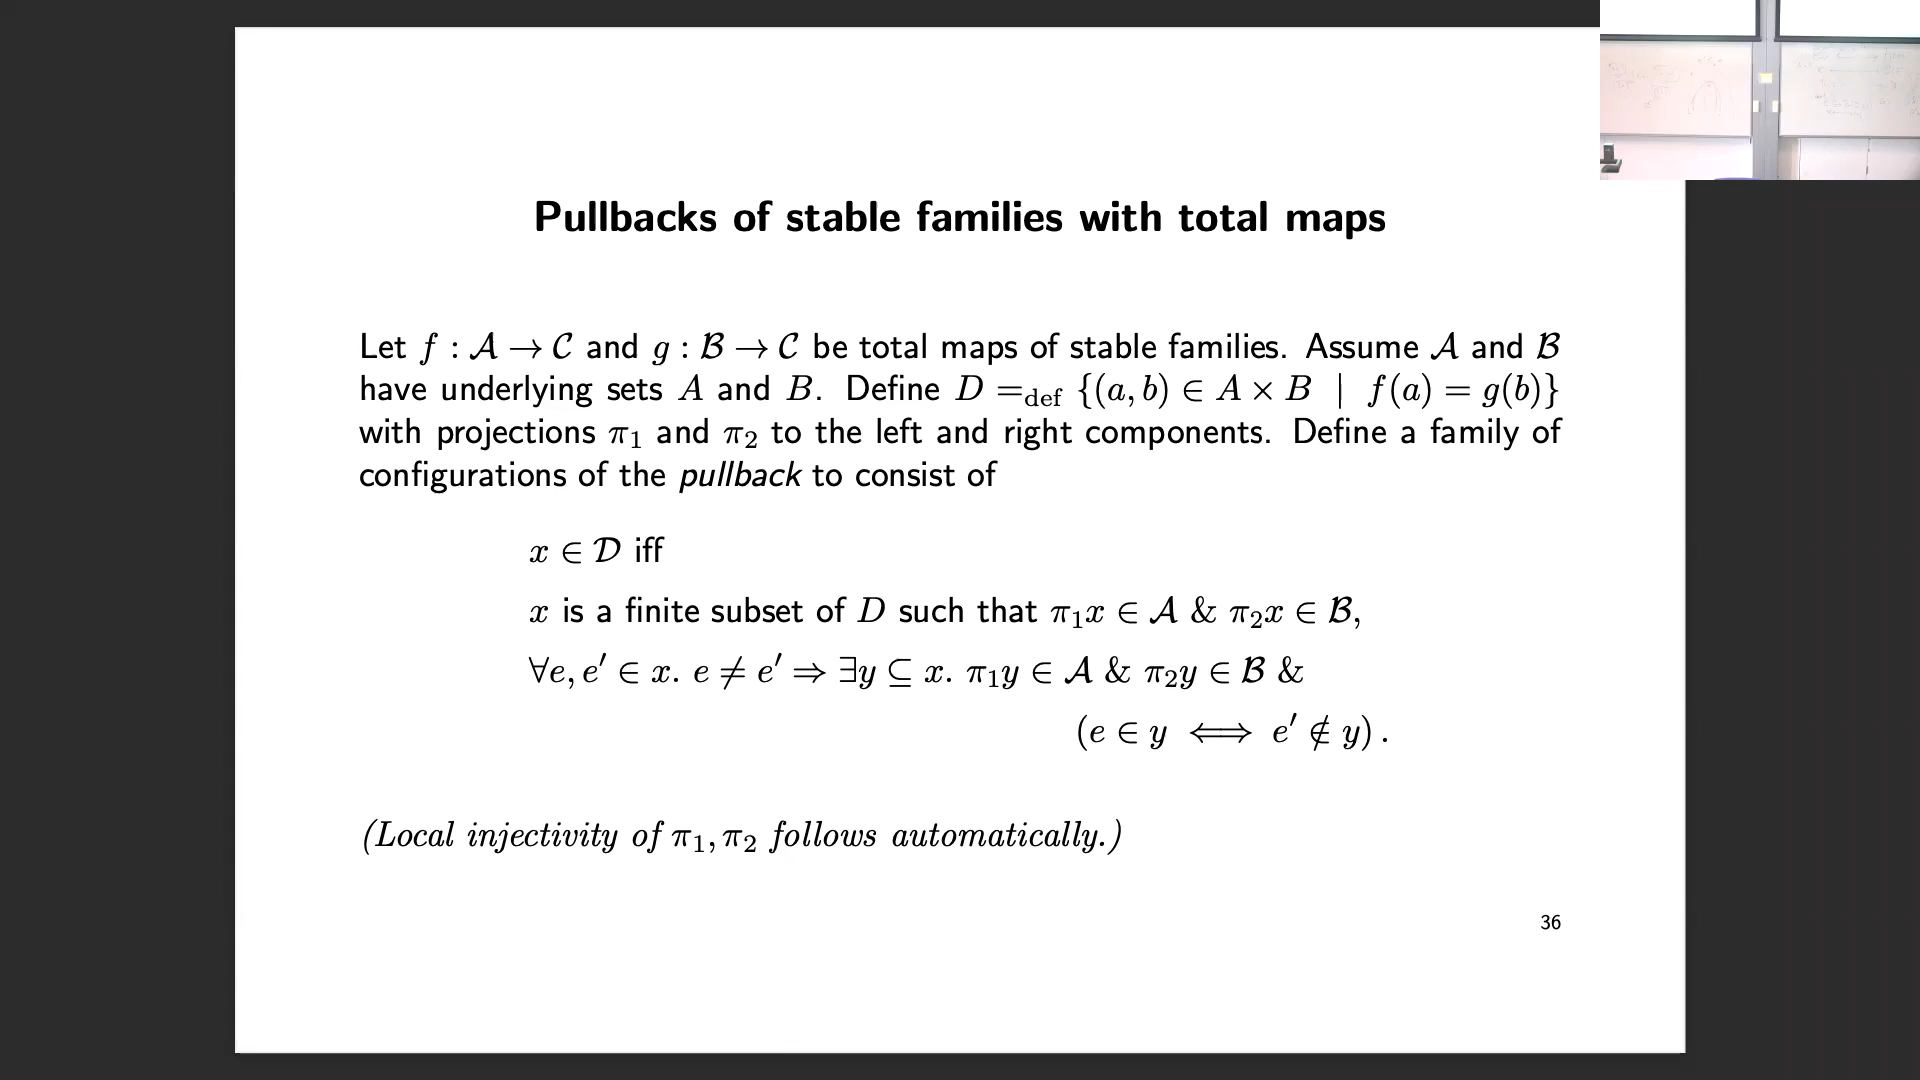 Pullbacks of stable families with total maps
Let f : 𝒜 → 𝒞 and g : ℬ → 𝒞 be total maps of stable families. Assume 𝒜 and ℬ
have underlying sets A and B. Define D =def {(a, b) ∈ A × B | f(a) = g(b)}
with projections π₁ and π₂ to the left and right components. Define a family of
configurations of the pullback to consist of
x ∈ 𝒟 iff
x is a finite subset of D such that π₁x ∈ 𝒜 & π₂x ∈ ℬ,
∀e, e′ ∈ x. e ≠ e′ ⇒ ∃y ⊆ x. π₁y ∈ 𝒜 & π₂y ∈ ℬ &
(e ∈ y ⟺ e′ ∉ y) .
(Local injectivity of π₁, π₂ follows automatically.)
36